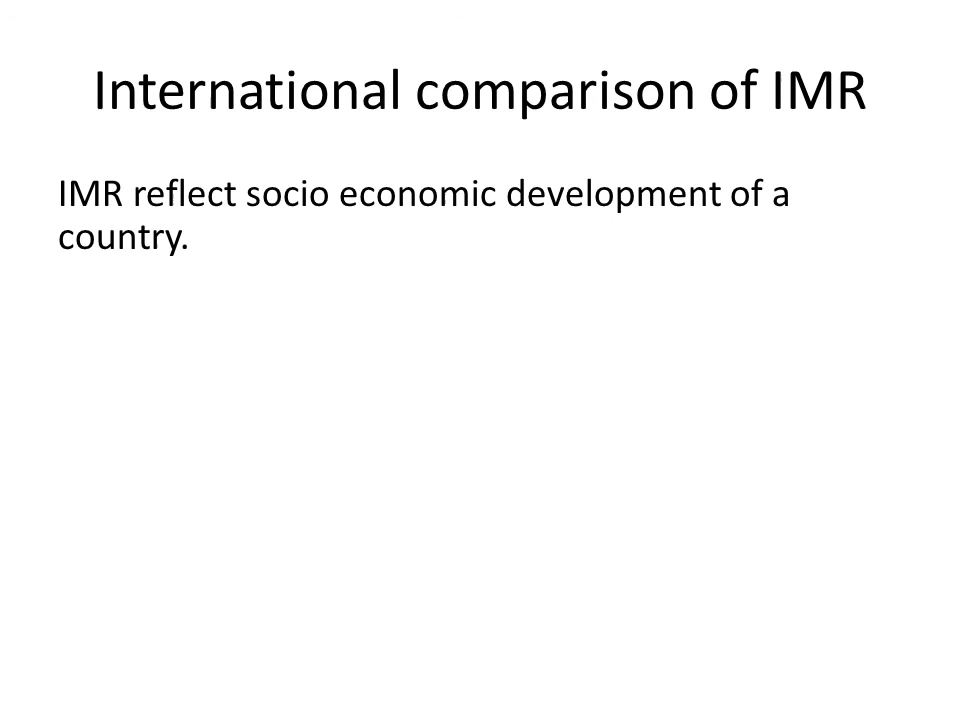 International comparison of IMR
IMR reflect socio economic development of a
country.